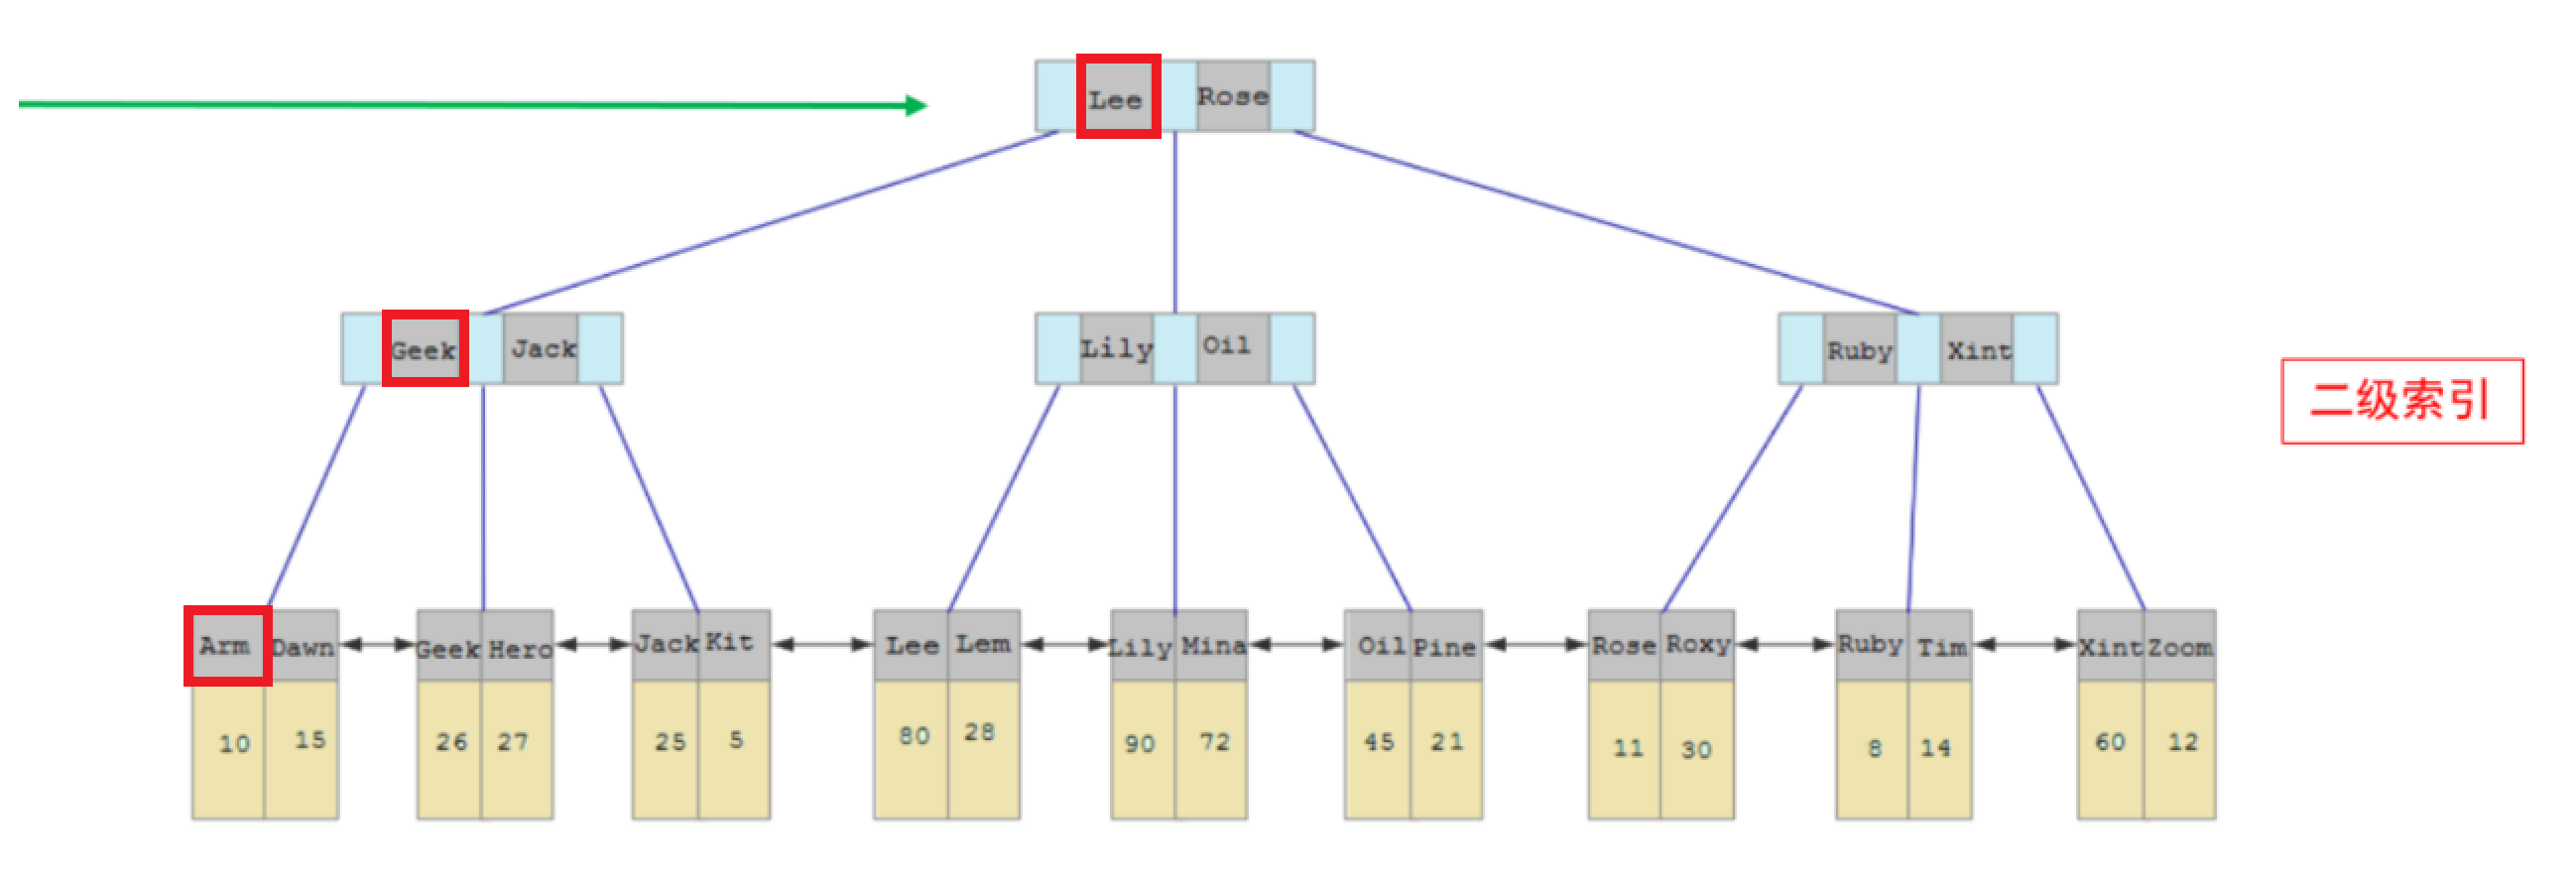 Lee Rose
Geek Jack Lily Oil Ruby Xint
二级索引
Arm Dawn Geek Hero Jack Kit Lee Lem Lily Mina Oil Pine Rose Roxy Ruby Tim Xint Zoom
10 15 26 27 25 5 80 28 90 72 45 21 11 30 8 14 60 12